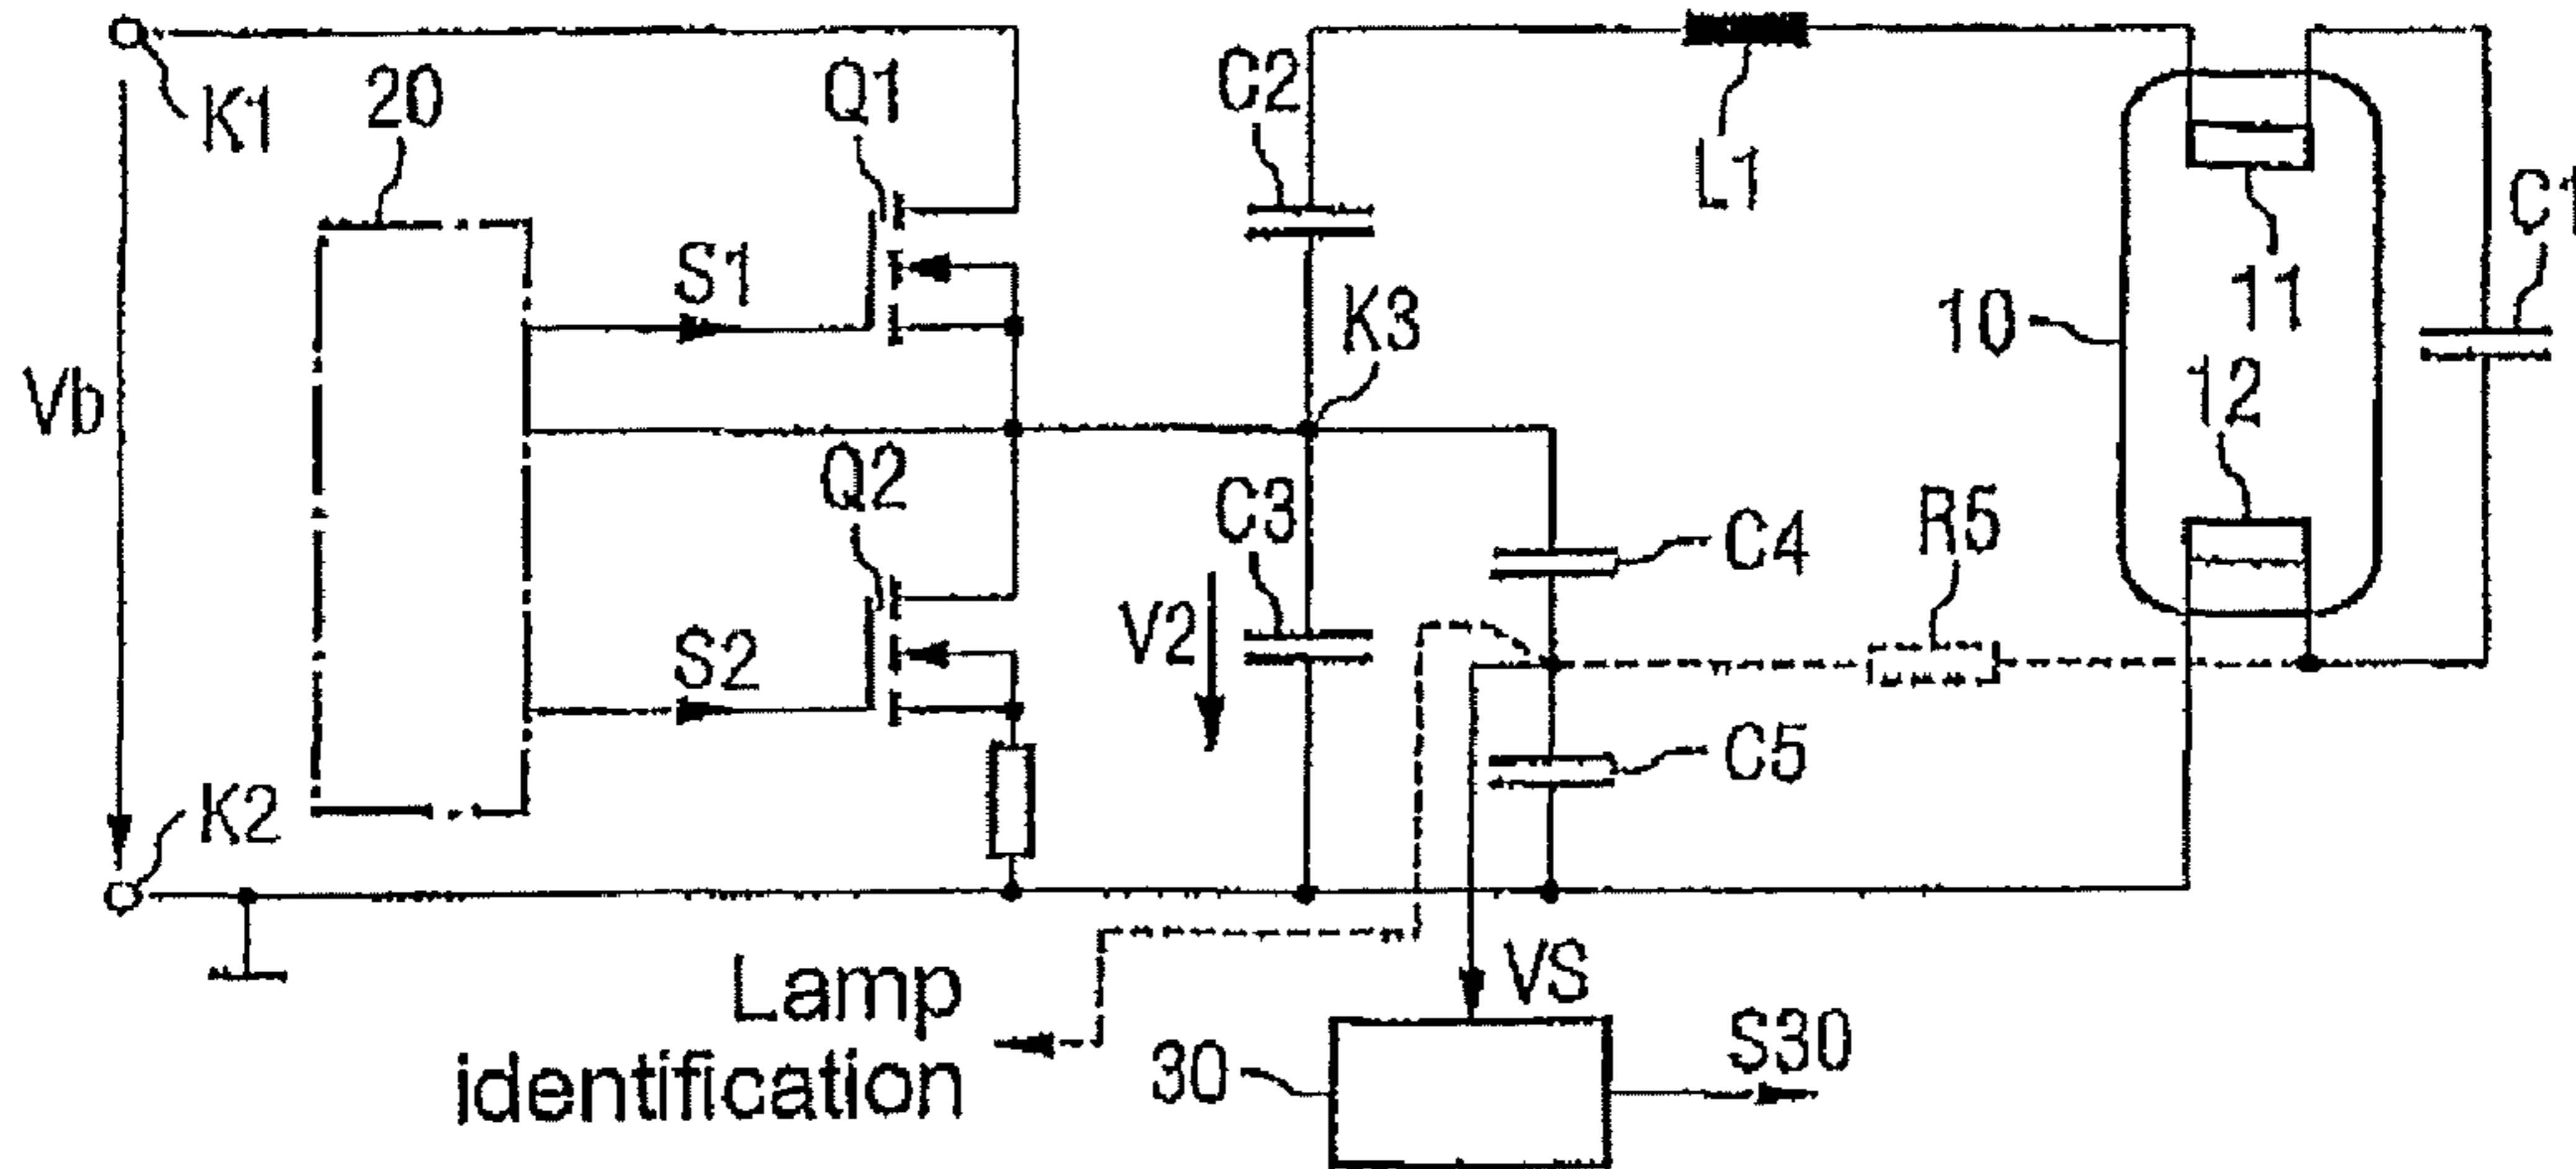 K1
20
Q1
C2
L1
C1
S1
K3
10
11
12
Vb
Q2
C3
C4
R5
V2
S2
C5
K2
VS
Lamp
identification
30
S30